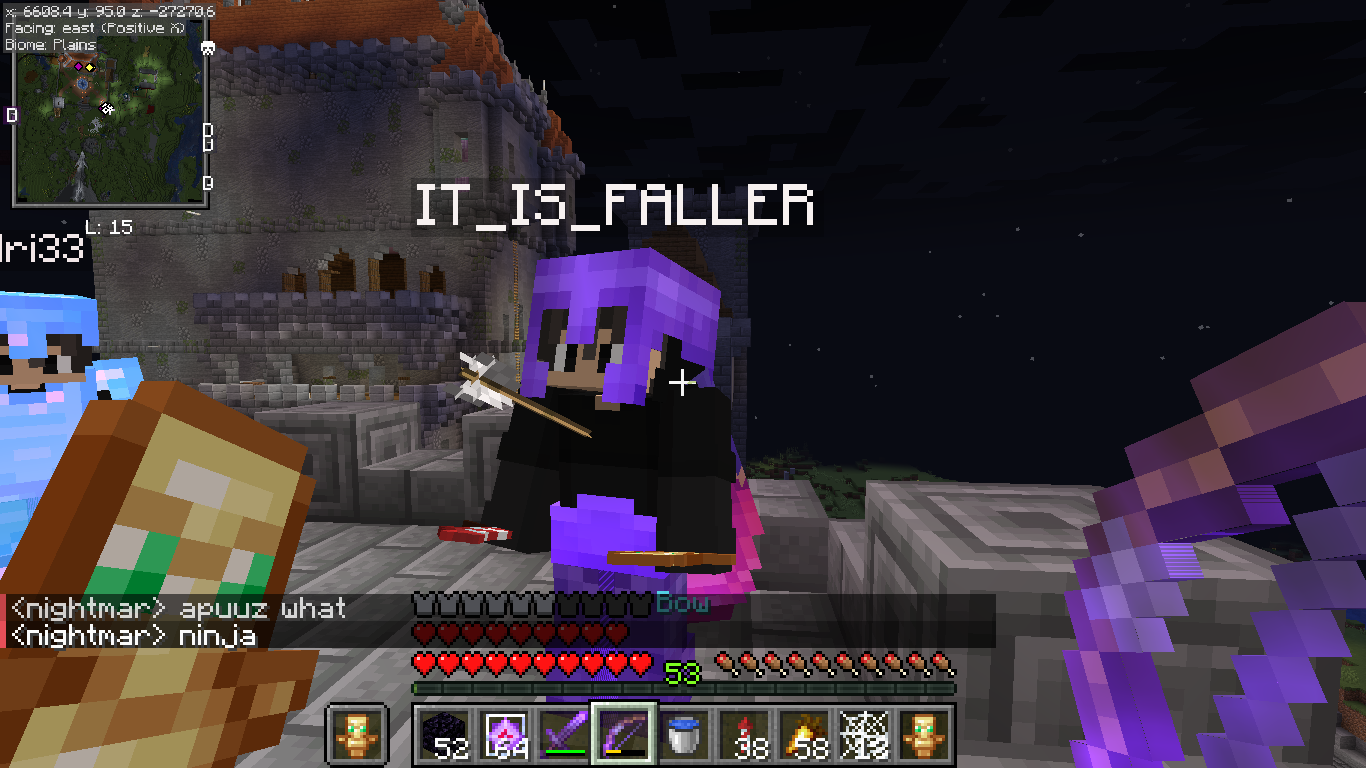 x: 6608.4 y: 95.0 z: -27270.6
Facing: east (Positive X)
Biome: Plains
L: 15
lri33
IT_IS_FALLER
<nightmar> apuuz what
<nightmar> ninja
Bow
53
52
64
38
58
13